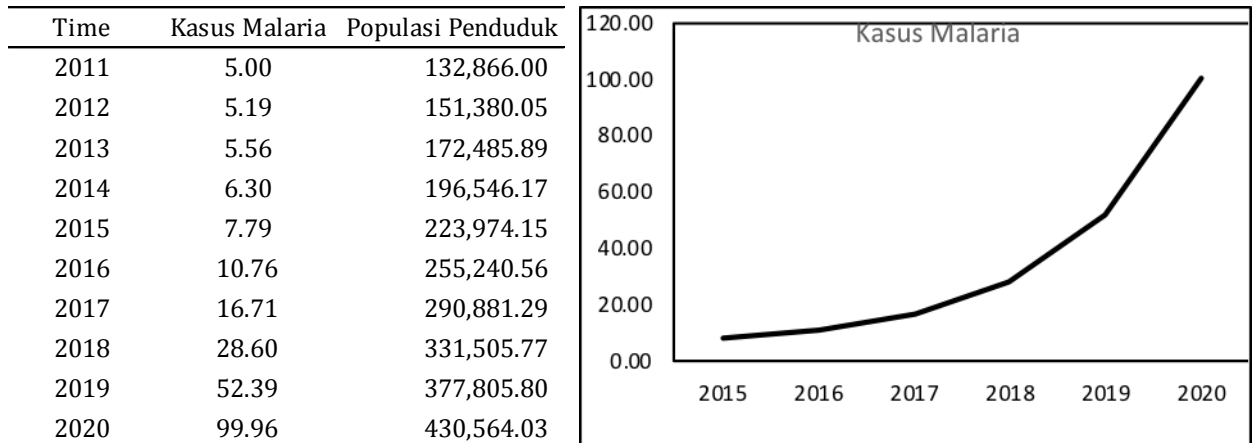 Time Kasus Malaria Populasi Penduduk
2011 5.00 132,866.00
2012 5.19 151,380.05
2013 5.56 172,485.89
2014 6.30 196,546.17
2015 7.79 223,974.15
2016 10.76 255,240.56
2017 16.71 290,881.29
2018 28.60 331,505.77
2019 52.39 377,805.80
2020 99.96 430,564.03
Kasus Malaria
120.00
100.00
80.00
60.00
40.00
20.00
0.00
2015 2016 2017 2018 2019 2020